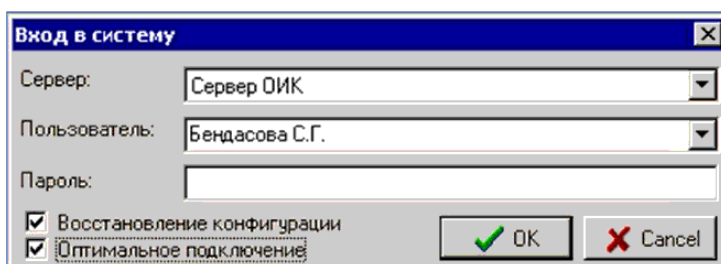 Вход в систему
Сервер: Сервер ОИК
Пользователь: Бендасова С.Г.
Пароль:
Восстановление конфигурации
Оптимальное подключение
OK Cancel